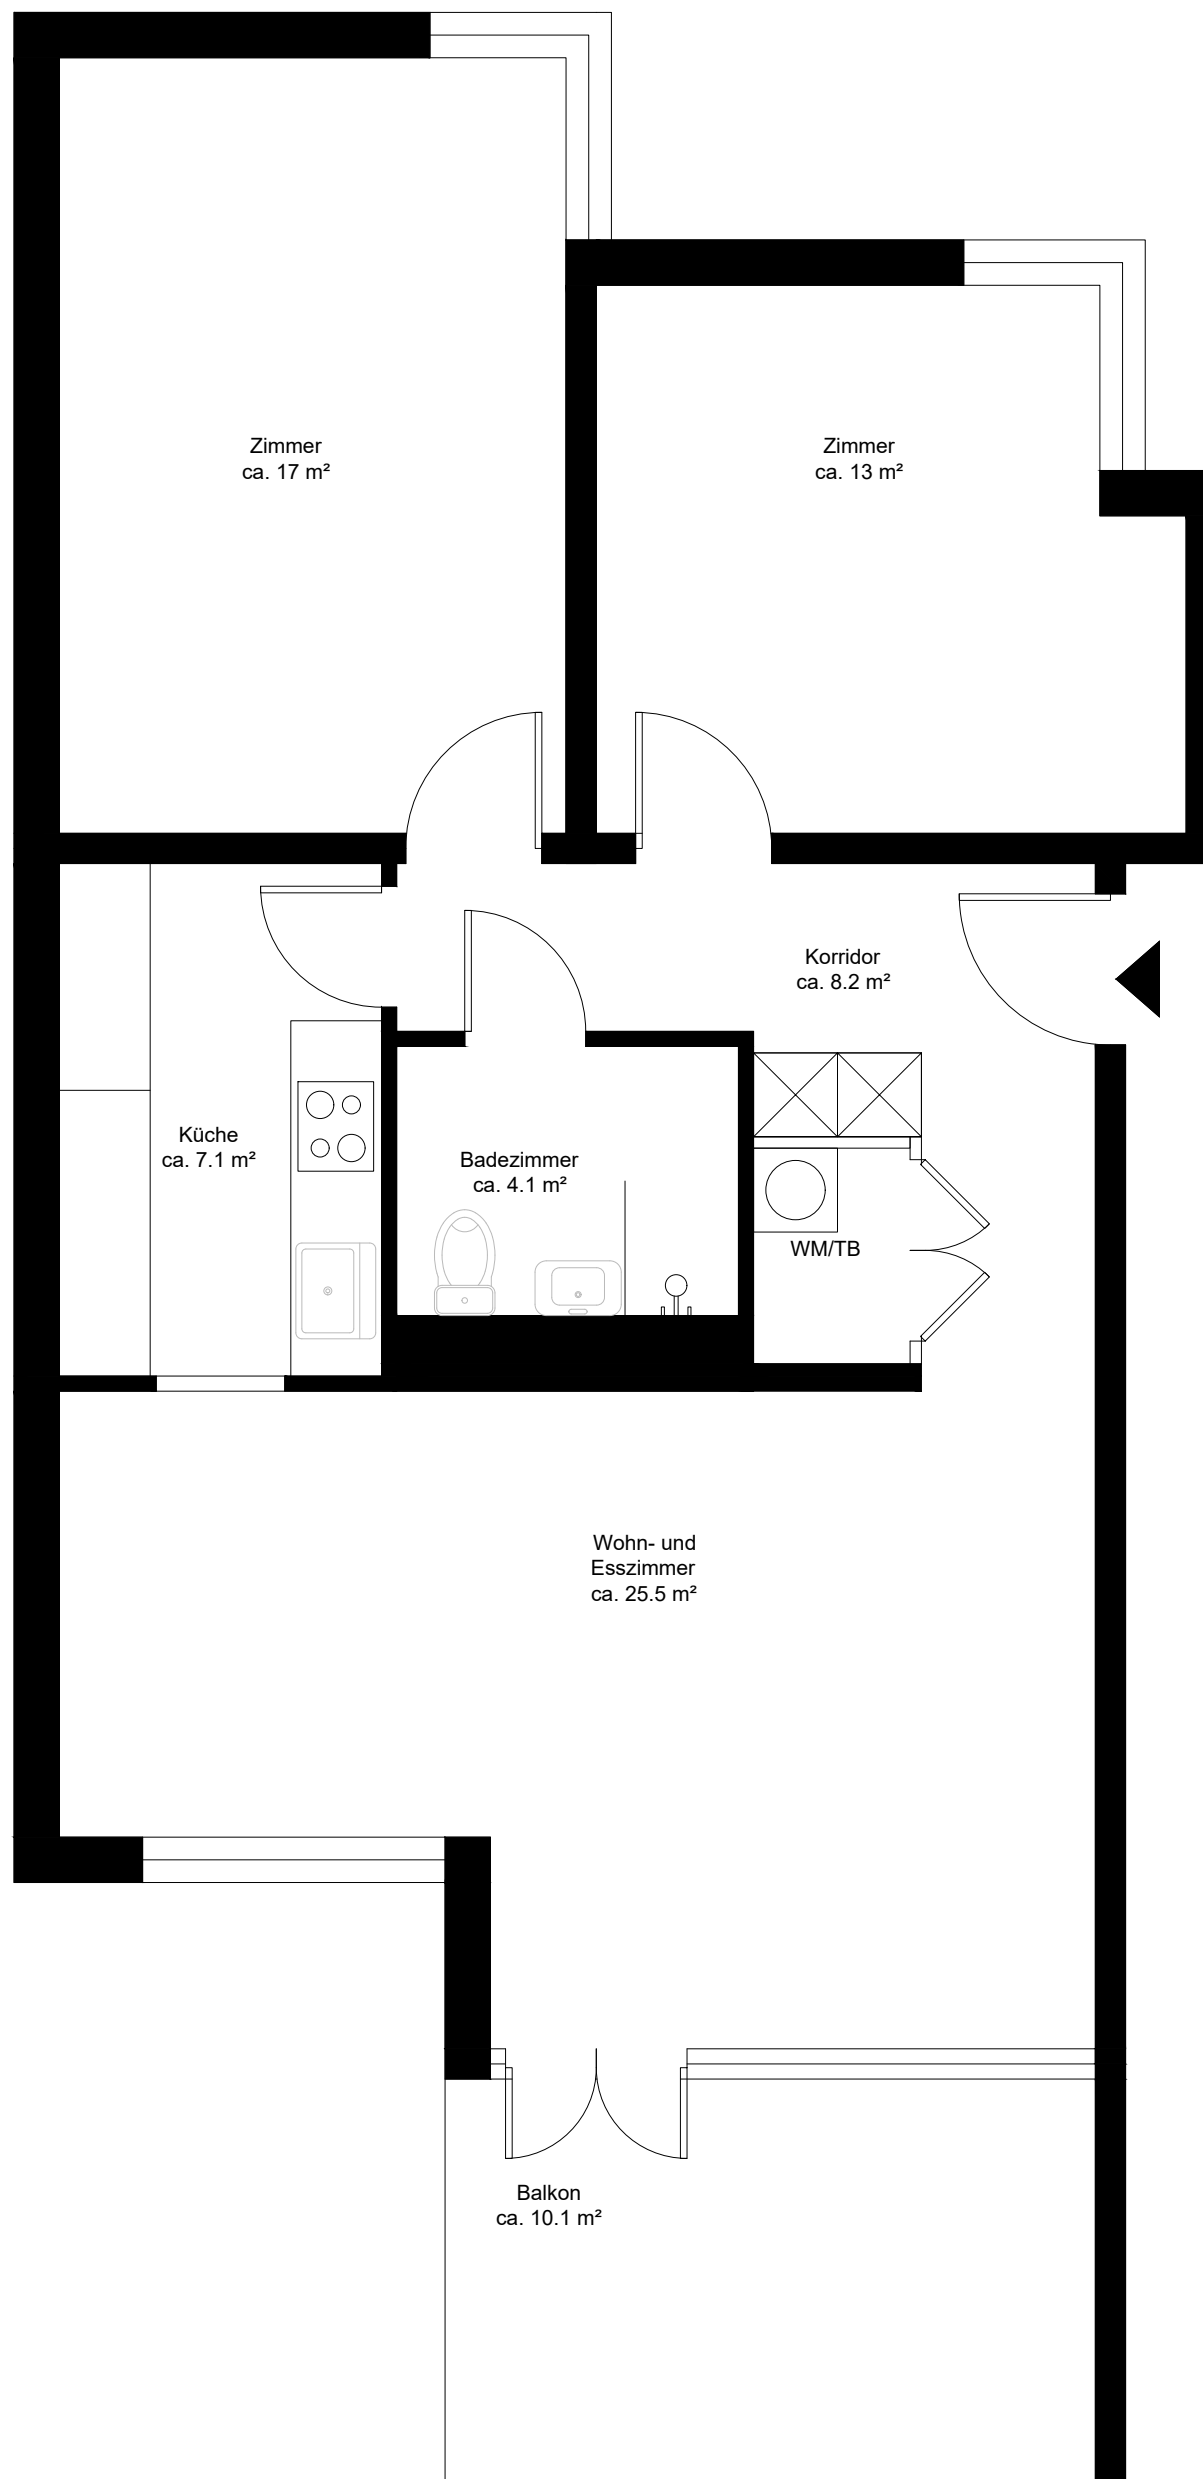 Zimmer
ca. 17 m²
Zimmer
ca. 13 m²
Korridor
ca. 8.2 m²
Küche
ca. 7.1 m²
Badezimmer
ca. 4.1 m²
WM/TB
Wohn- und
Esszimmer
ca. 25.5 m²
Balkon
ca. 10.1 m²